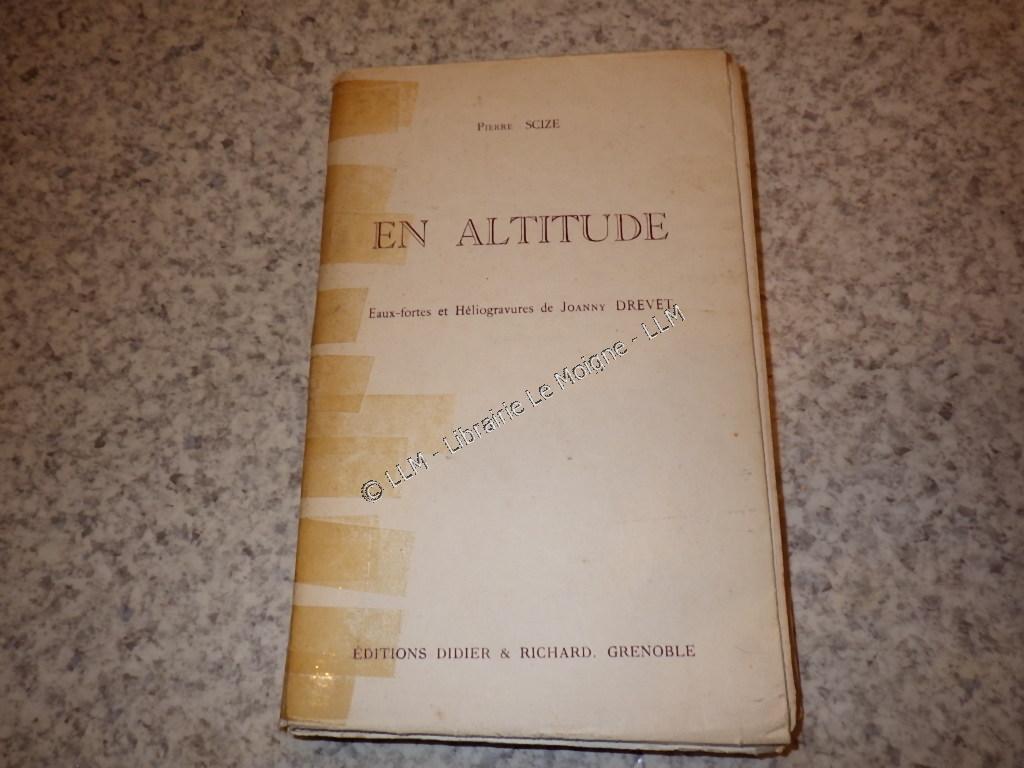 PIERRE SCIZE
EN ALTITUDE
Eaux-fortes et Héliogravures de JOANNY DREVET
© LLM - Librairie Le Moigne - LLM
ÉDITIONS DIDIER & RICHARD. GRENOBLE